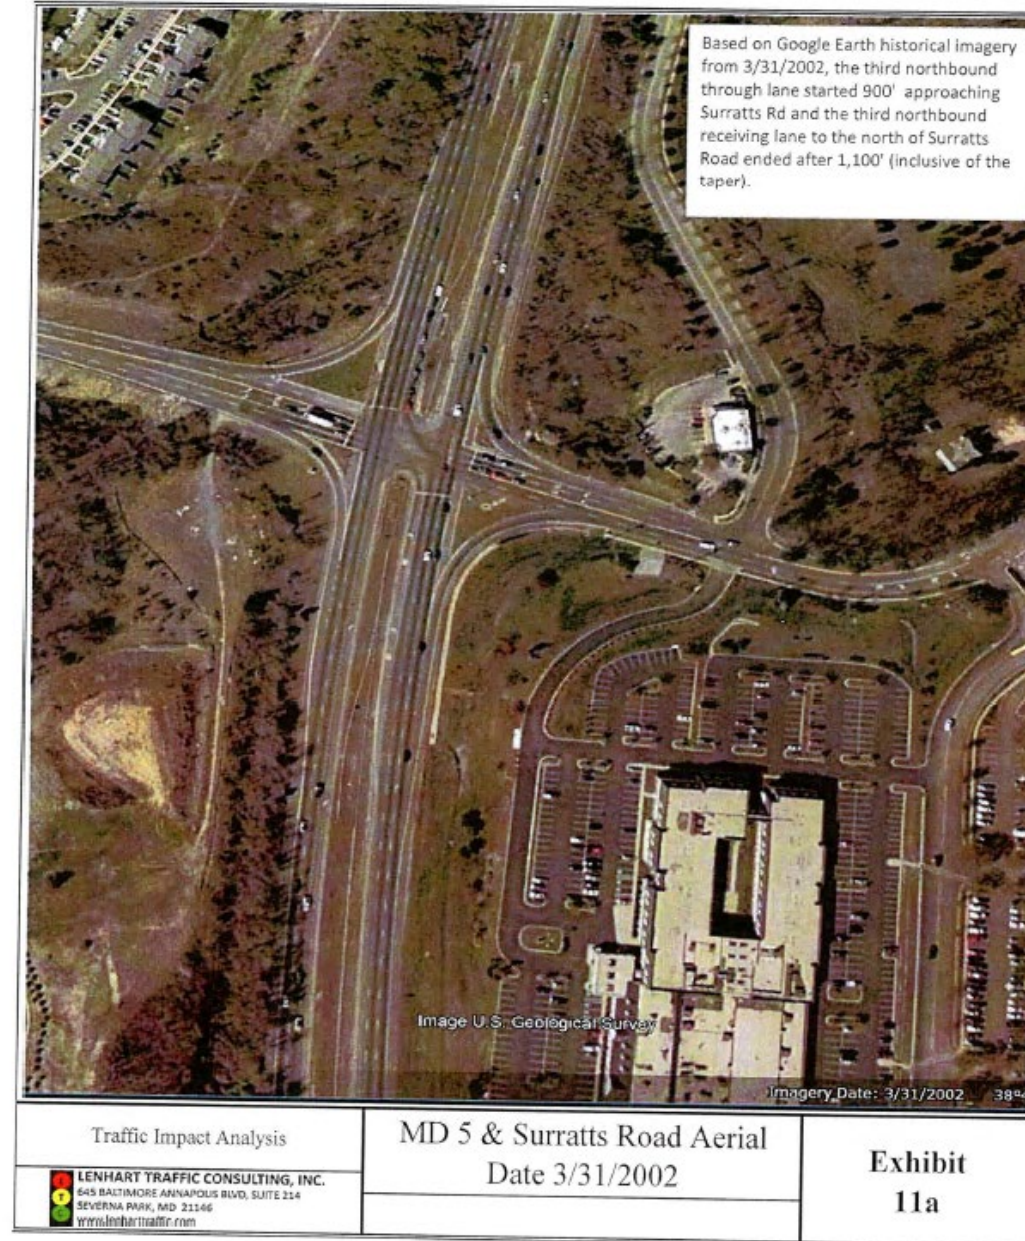 Based on Google Earth historical imagery
from 3/31/2002, the third northbound
through lane started 900' approaching
Surratts Rd and the third northbound
receiving lane to the north of Surratts
Road ended after 1,100' (inclusive of the
taper).
Image U.S. Geological Survey
Imagery Date: 3/31/2002 38°
Traffic Impact Analysis
LENHART TRAFFIC CONSULTING, INC.
645 BALTIMORE ANNAPOLIS BLVD, SUITE 214
SEVERNA PARK, MD 21146
www.lenharttraffic.com
MD 5 & Surratts Road Aerial
Date 3/31/2002
Exhibit
11a